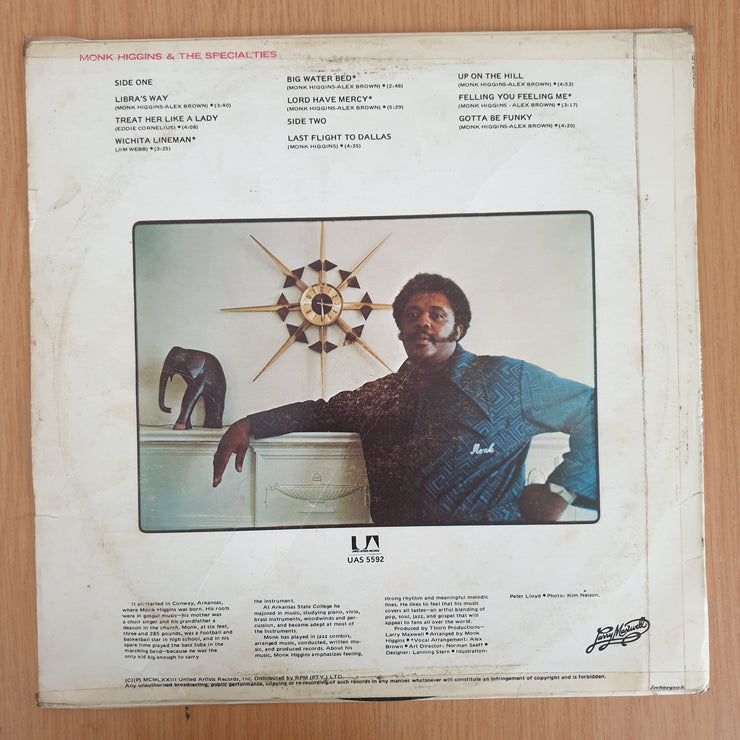 MONK HIGGINS & THE SPECIALTIES
STEREO
SIDE ONE
LIBRA'S WAY
(MONK HIGGINS-ALEX BROWN) • (3:40)
TREAT HER LIKE A LADY
(EDDIE CORNELIUS) • (4:08)
WICHITA LINEMAN*
(JIM WEBB) • (3:25)
BIG WATER BED*
(MONK HIGGINS-ALEX BROWN) • (2:46)
LORD HAVE MERCY*
(MONK HIGGINS-ALEX BROWN) • (5:29)
SIDE TWO
LAST FLIGHT TO DALLAS
(MONK HIGGINS) • (4:35)
UP ON THE HILL
(MONK HIGGINS-ALEX BROWN) • (4:52)
FELLING YOU FEELING ME*
(MONK HIGGINS - ALEX BROWN) • (3:17)
GOTTA BE FUNKY
(MONK HIGGINS-ALEX BROWN) • (4:20)
Monk
UA
UNITED ARTISTS RECORDS
UAS 5592
It all started in Conway, Arkansas,
where Monk Higgins was born. His roots
were in gospel music—his mother was
a choir singer and his grandfather a
deacon in the church. Monk, at six feet,
three and 285 pounds, was a football and
basketball star in high school, and in his
spare time played the bass tuba in the
marching band—because he was the
only kid big enough to carry
the instrument.
At Arkansas State College he
majored in music, studying piano, viola,
brass instruments, woodwinds and per-
cussion, and became adept at most of
the instruments.
Monk has played in jazz combos,
arranged music, conducted, written mu-
sic, and produced records. About his
music, Monk Higgins emphasizes feeling,
strong rhythm and meaningful melodic
lines. He likes to feel that his music
covers all tastes—an artful blending of
pop, soul, jazz, and gospel that will
appeal to fans all over the world.
Produced by Thorn Productions—
Larry Maxwell • Arranged by Monk
Higgins • *Vocal Arrangement: Alex
Brown • Art Director: Norman Seeff •
Designer: Lanning Stern • Illustration:
Peter Lloyd • Photo: Kim Nelson.
Larry Maxwell
(C)(P) MCMLXXIII United Artists Records, Inc. Distributed by RPM (PTY.) LTD.
Any unauthorised broadcasting, public performance, copying or re-recording of such records in any manner whatsoever will constitute an infringement of copyright and is forbidden.